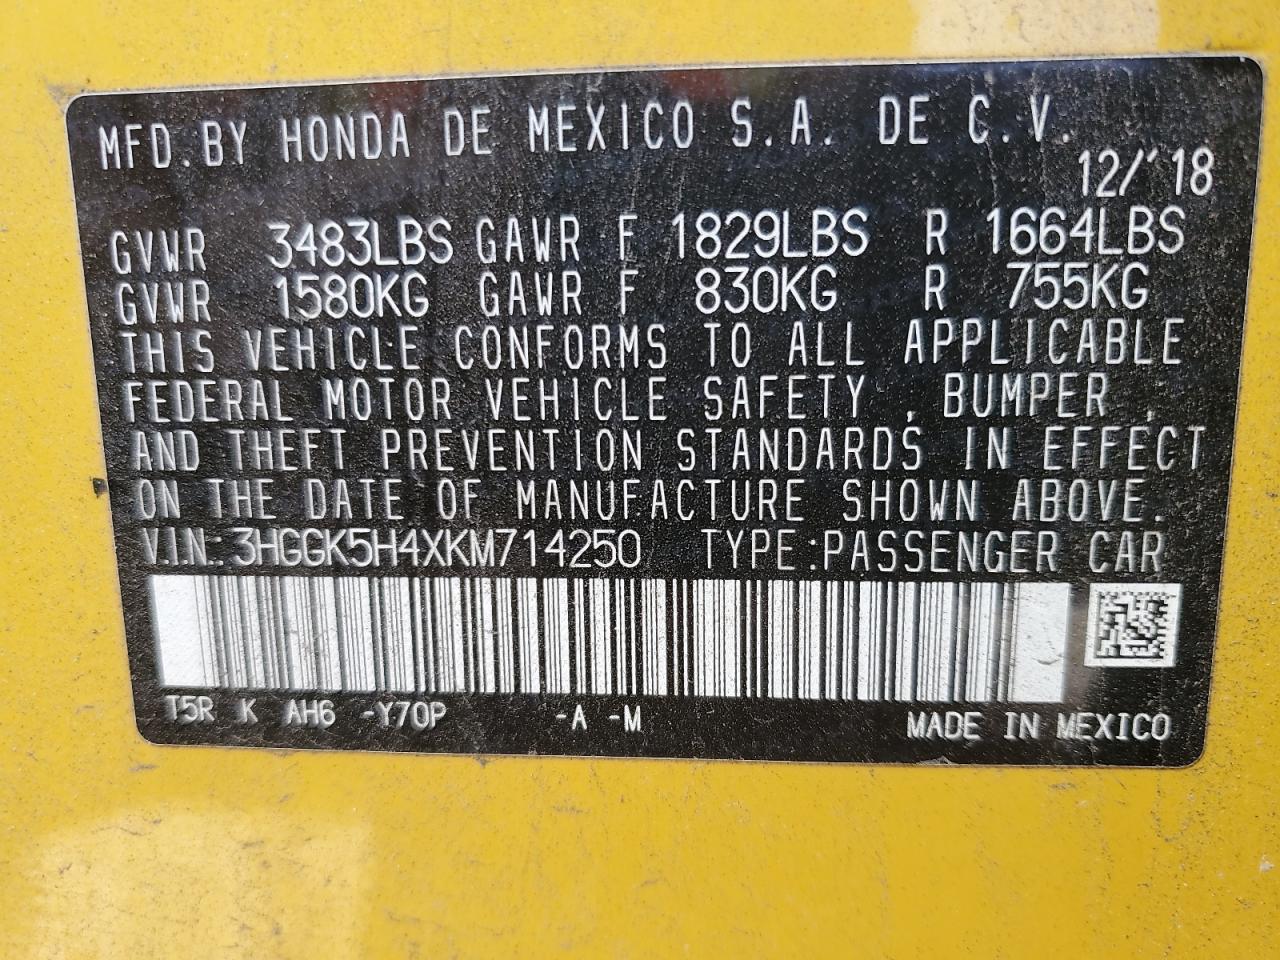 MFD.BY HONDA DE MEXICO S.A. DE C.V.
12/'18
GVWR 3483LBS GAWR F 1829LBS R 1664LBS
GVWR 1580KG GAWR F 830KG R 755KG
THIS VEHICLE CONFORMS TO ALL APPLICABLE
FEDERAL MOTOR VEHICLE SAFETY , BUMPER ,
AND THEFT PREVENTION STANDARDS IN EFFECT
ON THE DATE OF MANUFACTURE SHOWN ABOVE.
V.I.N.: 3HGGK5H4XKM714250 TYPE:PASSENGER CAR
T5R K AH6 -Y70P -A -M MADE IN MEXICO